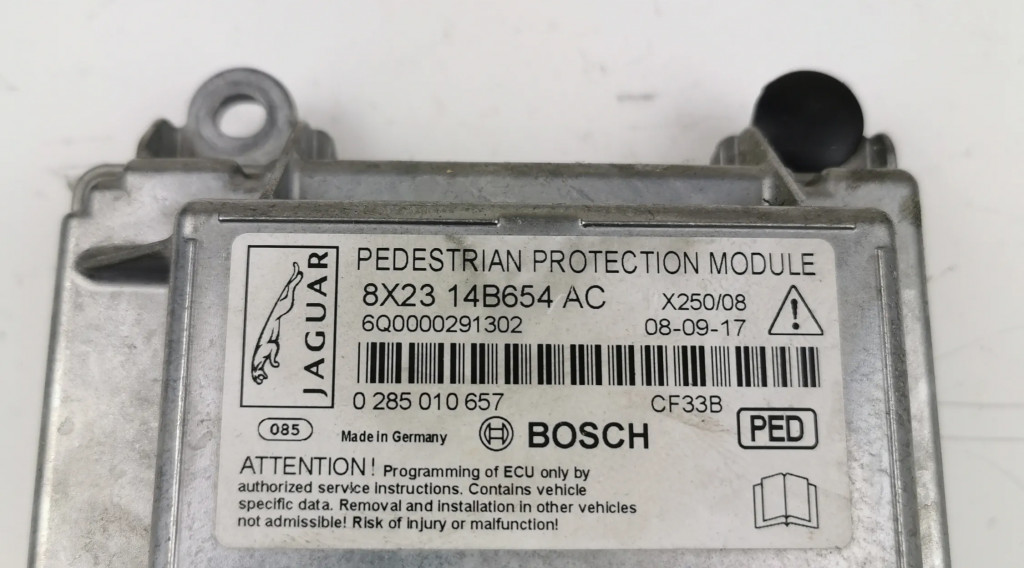 JAGUAR
PEDESTRIAN PROTECTION MODULE
8X23 14B654 AC X250/08
6Q0000291302 08-09-17
0 285 010 657 CF33B
085 Made in Germany BOSCH PED
ATTENTION! Programming of ECU only by
authorized service instructions. Contains vehicle
specific data. Removal and installation in other vehicles
not admissible! Risk of injury or malfunction!